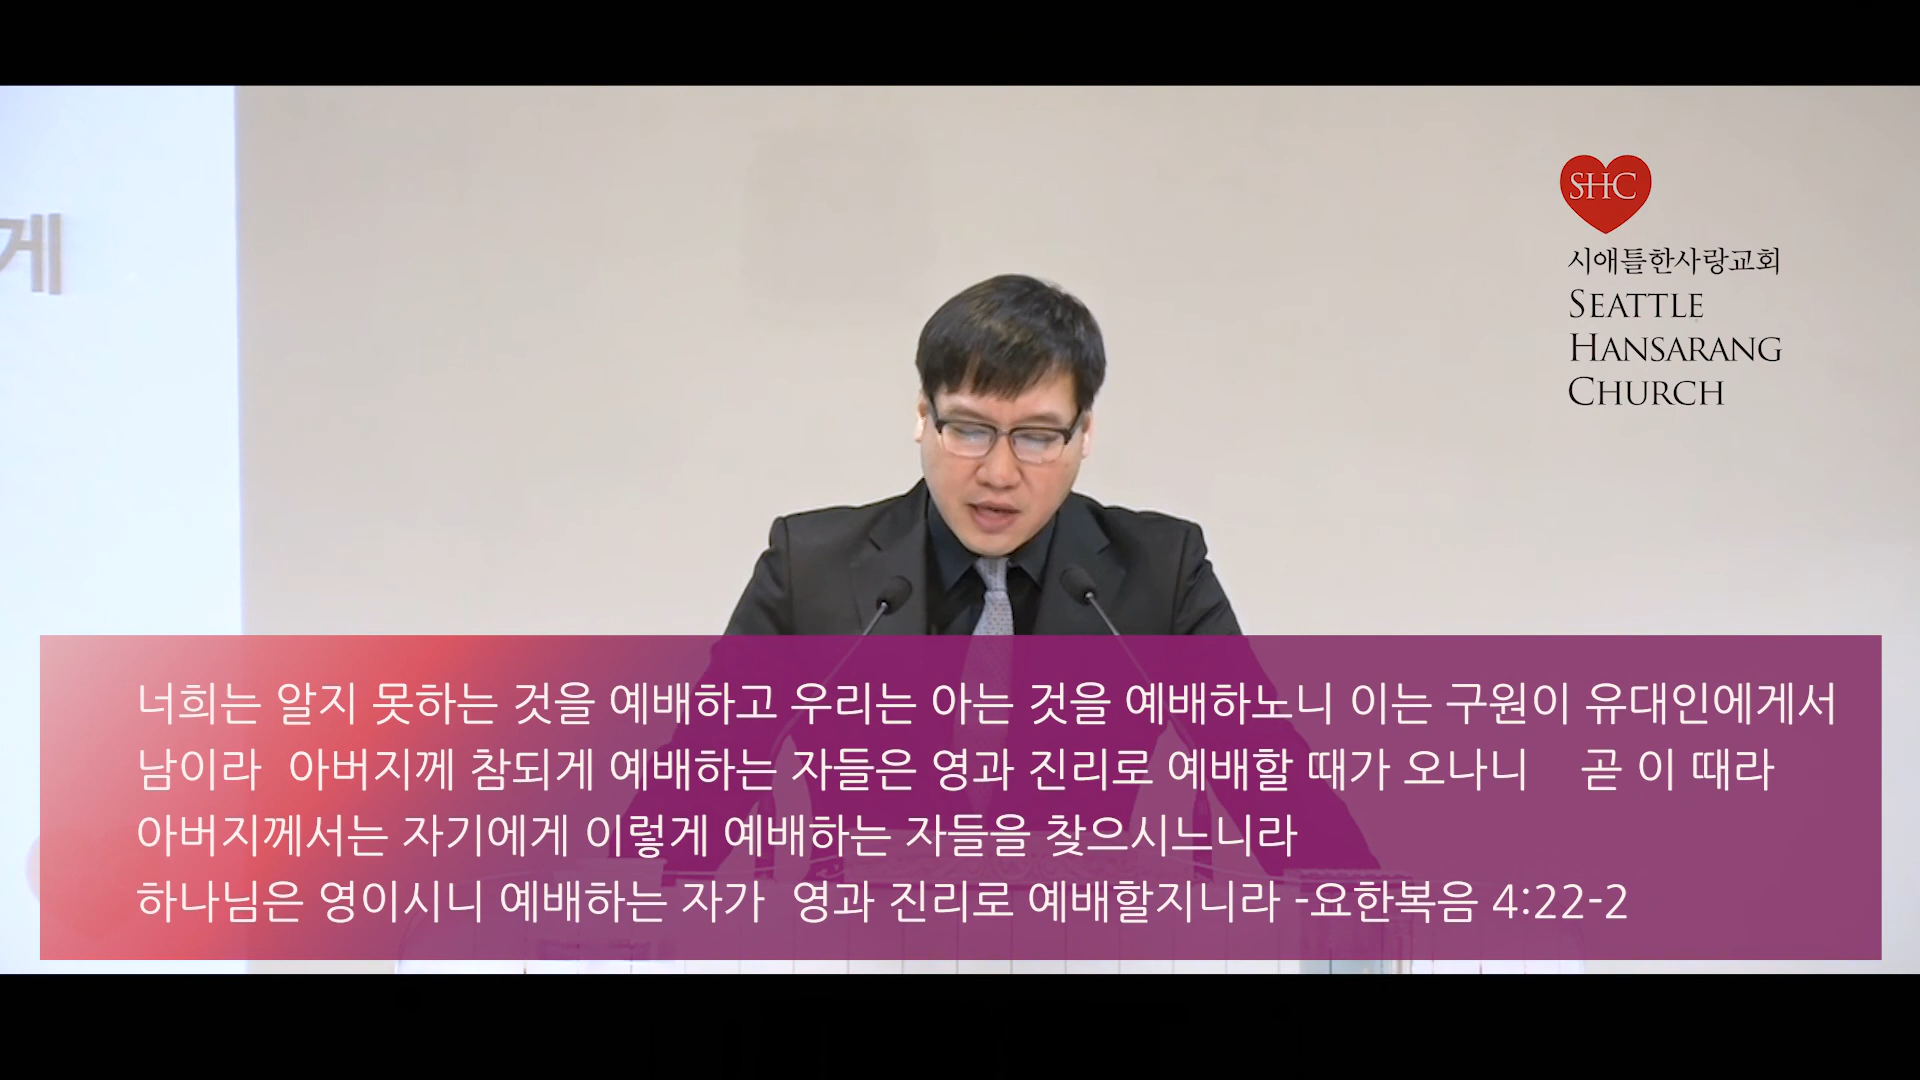 게
SHC
시애틀한사랑교회
SEATTLE
HANSARANG
CHURCH
너희는 알지 못하는 것을 예배하고 우리는 아는 것을 예배하노니 이는 구원이 유대인에게서
남이라 아버지께 참되게 예배하는 자들은 영과 진리로 예배할 때가 오나니 곧 이 때라
아버지께서는 자기에게 이렇게 예배하는 자들을 찾으시느니라
하나님은 영이시니 예배하는 자가 영과 진리로 예배할지니라 -요한복음 4:22-2